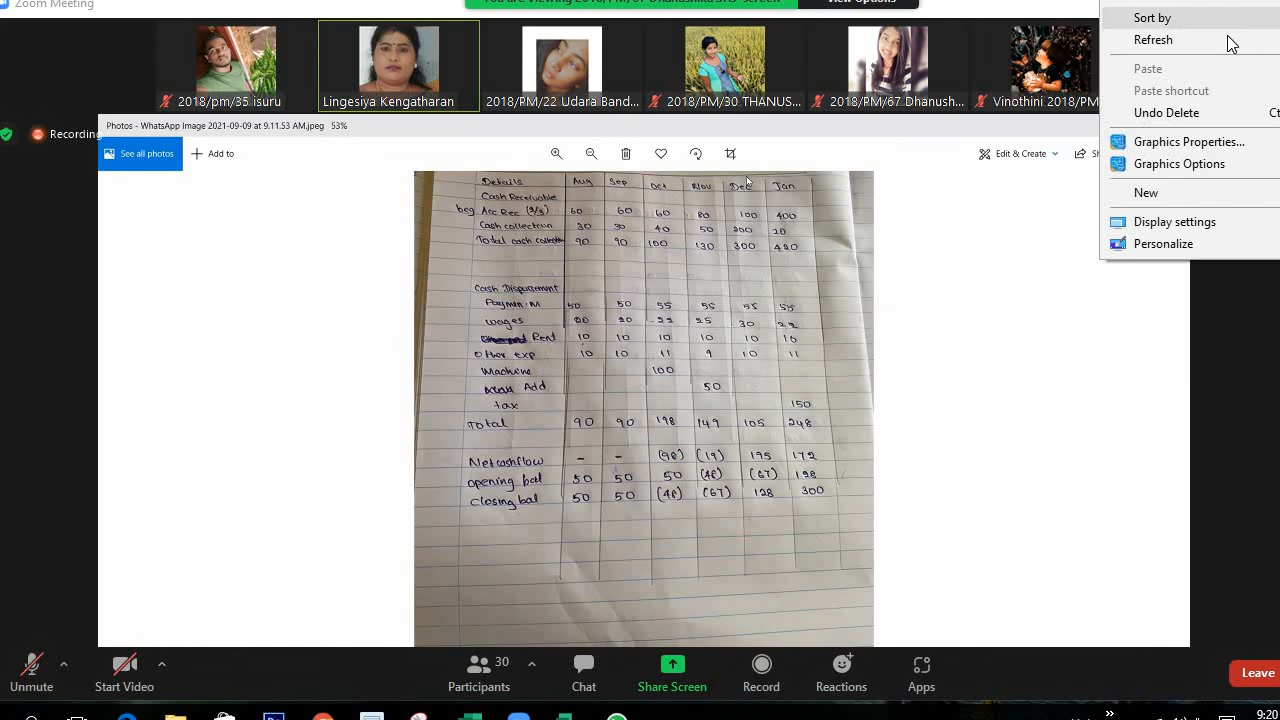 Zoom Meeting
Sort by
Refresh
Paste
Paste shortcut
Undo Delete
Graphics Properties...
Graphics Options
New
Display settings
Personalize
2018/pm/35 isuru
Lingesiya Kengatharan
2018/PM/22 Udara Band...
2018/PM/30 THANUS...
2018/PM/67 Dhanush...
Vinothini 2018/PM
Recording
Photos - WhatsApp Image 2021-09-09 at 9.11.53 AM.jpeg 53%
See all photos
Add to
Edit & Create
Details Aug Sep Oct Nov Dec Jan
Cash Receivable
beg Acc Rec (2/3) 60 60 60 80 100 400
Cash collection 30 30 40 50 200 20
Total cash collection 90 90 100 130 300 420
Cash Dispursement
Paymen. M 50 50 55 55 55 55
wages 20 20 22 25 30 22
Rent 10 10 10 10 10 10
Other exp 10 10 11 9 10 11
Machine 100
Add 50
tax 150
Total 90 90 198 149 105 248
Net cashflow - - (98) (19) 195 172
opening bal 50 50 50 (48) (67) 128
closing bal 50 50 (48) (67) 128 300
Unmute
Start Video
30
Participants
Chat
Share Screen
Record
Reactions
Apps
Leave
9:20